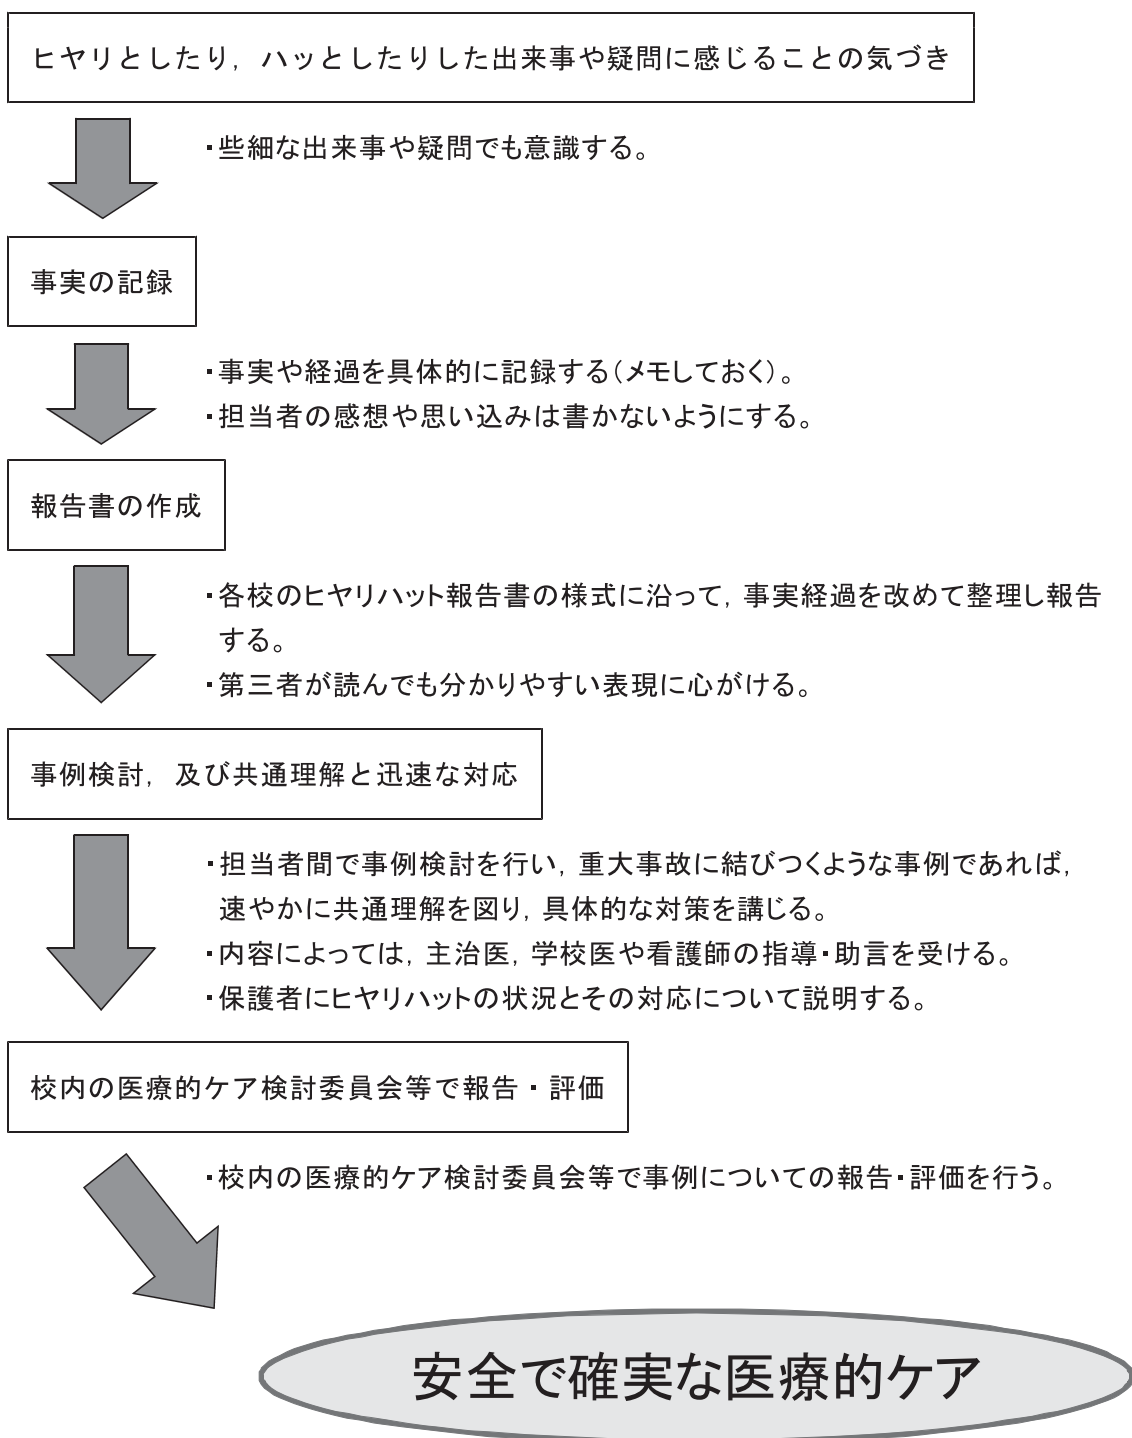 ヒヤリとしたり，ハッとしたりした出来事や疑問に感じることの気づき
・些細な出来事や疑問でも意識する。
事実の記録
・事実や経過を具体的に記録する（メモしておく）。
・担当者の感想や思い込みは書かないようにする。
報告書の作成
・各校のヒヤリハット報告書の様式に沿って，事実経過を改めて整理し報告
する。
・第三者が読んでも分かりやすい表現に心がける。
事例検討，及び共通理解と迅速な対応
・担当者間で事例検討を行い，重大事故に結びつくような事例であれば，
速やかに共通理解を図り，具体的な対策を講じる。
・内容によっては，主治医，学校医や看護師の指導・助言を受ける。
・保護者にヒヤリハットの状況とその対応について説明する。
校内の医療的ケア検討委員会等で報告・評価
・校内の医療的ケア検討委員会等で事例についての報告・評価を行う。
安全で確実な医療的ケア